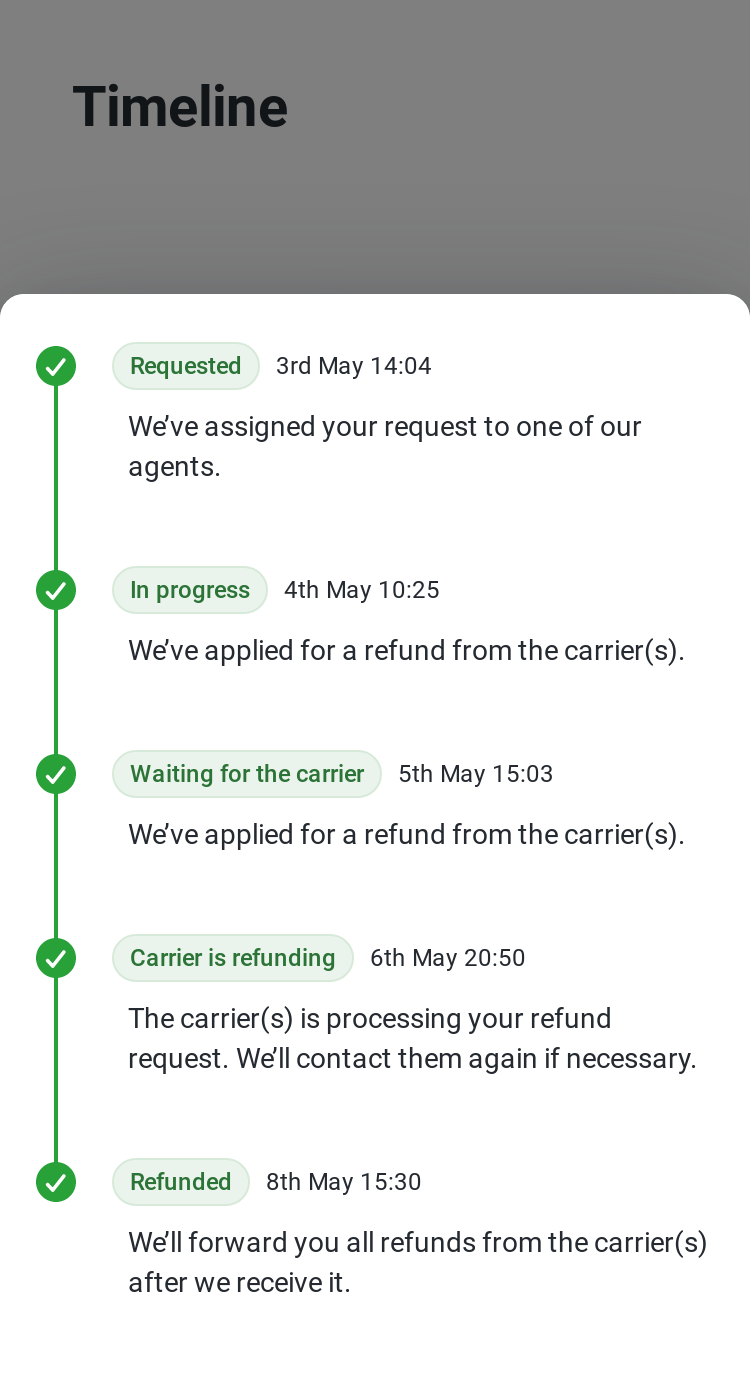 Timeline
Requested 3rd May 14:04
We’ve assigned your request to one of our
agents.
In progress 4th May 10:25
We’ve applied for a refund from the carrier(s).
Waiting for the carrier 5th May 15:03
We’ve applied for a refund from the carrier(s).
Carrier is refunding 6th May 20:50
The carrier(s) is processing your refund
request. We’ll contact them again if necessary.
Refunded 8th May 15:30
We’ll forward you all refunds from the carrier(s)
after we receive it.